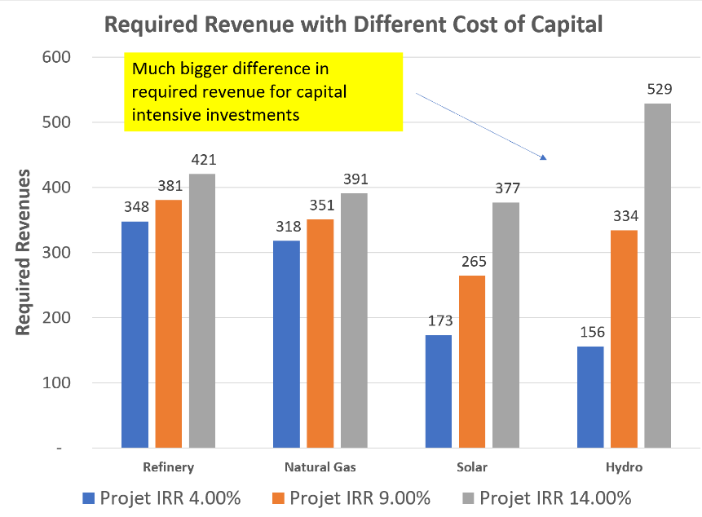 Required Revenue with Different Cost of Capital
600
Much bigger difference in
required revenue for capital
intensive investments
529
500
421
391
381
377
400
348
351
334
318
300
265
200
173
156
100
-
Required Revenues
Refinery
Natural Gas
Solar
Hydro
Projet IRR 4.00%
Projet IRR 9.00%
Projet IRR 14.00%